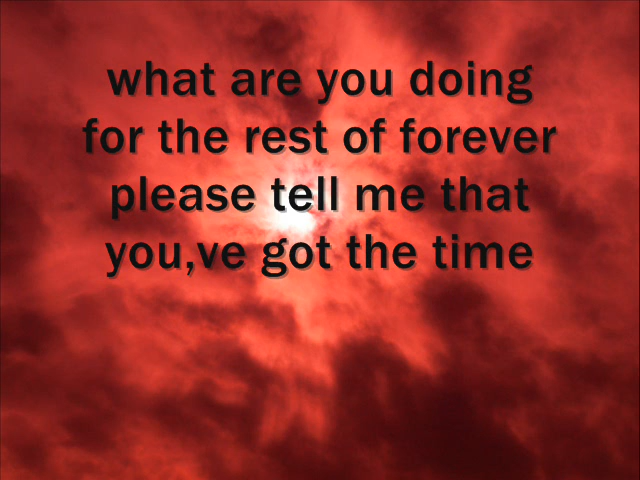 what are you doing
for the rest of forever
please tell me that
you,ve got the time